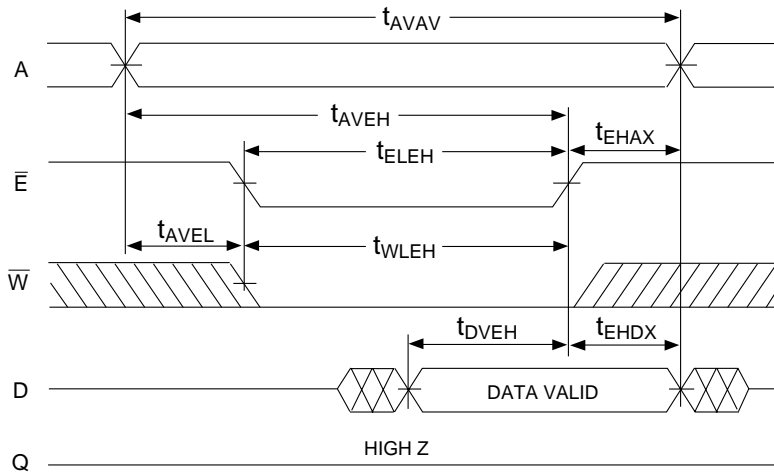 tAVAV
A
tAVEH
tELEH
tEHAX
E̅
tAVEL
tWLEH
W̅
tDVEH
tEHDX
D
DATA VALID
HIGH Z
Q